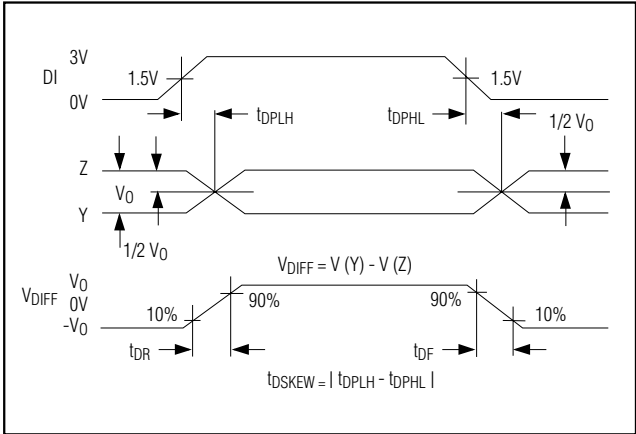 3V
DI
1.5V
1.5V
0V
tDPLH
tDPHL
1/2 VO
Z
VO
Y
1/2 VO
VDIFF = V (Y) - V (Z)
VO
VDIFF 0V
-VO
10%
90%
90%
10%
tDR
tDF
tDSKEW = | tDPLH - tDPHL |